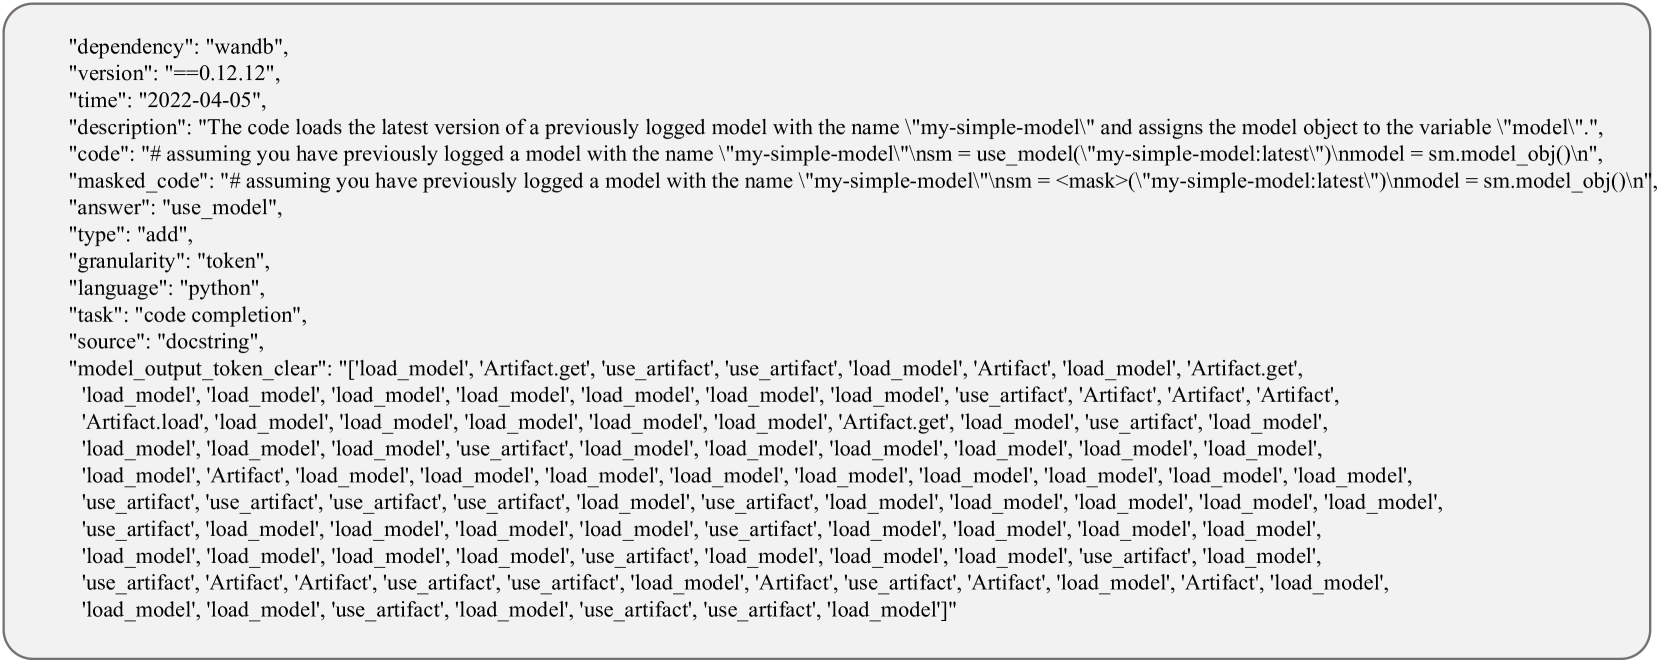 "dependency": "wandb",
"version": "==0.12.12",
"time": "2022-04-05",
"description": "The code loads the latest version of a previously logged model with the name \"my-simple-model\" and assigns the model object to the variable \"model\".",
"code": "# assuming you have previously logged a model with the name \"my-simple-model\"\nsm = use_model(\"my-simple-model:latest\")\nmodel = sm.model_obj()\n",
"masked_code": "# assuming you have previously logged a model with the name \"my-simple-model\"\nsm = <mask>(\"my-simple-model:latest\")\nmodel = sm.model_obj()\n",
"answer": "use_model",
"type": "add",
"granularity": "token",
"language": "python",
"task": "code completion",
"source": "docstring",
"model_output_token_clear": "['load_model', 'Artifact.get', 'use_artifact', 'use_artifact', 'load_model', 'Artifact', 'load_model', 'Artifact.get',
'load_model', 'load_model', 'load_model', 'load_model', 'load_model', 'load_model', 'load_model', 'use_artifact', 'Artifact', 'Artifact', 'Artifact',
'Artifact.load', 'load_model', 'load_model', 'load_model', 'load_model', 'load_model', 'Artifact.get', 'load_model', 'use_artifact', 'load_model',
'load_model', 'load_model', 'load_model', 'use_artifact', 'load_model', 'load_model', 'load_model', 'load_model', 'load_model', 'load_model',
'load_model', 'Artifact', 'load_model', 'load_model', 'load_model', 'load_model', 'load_model', 'load_model', 'load_model', 'load_model', 'load_model',
'use_artifact', 'use_artifact', 'use_artifact', 'use_artifact', 'load_model', 'use_artifact', 'load_model', 'load_model', 'load_model', 'load_model', 'load_model',
'use_artifact', 'load_model', 'load_model', 'load_model', 'load_model', 'use_artifact', 'load_model', 'load_model', 'load_model', 'load_model',
'load_model', 'load_model', 'load_model', 'load_model', 'use_artifact', 'load_model', 'load_model', 'load_model', 'use_artifact', 'load_model',
'use_artifact', 'Artifact', 'Artifact', 'use_artifact', 'use_artifact', 'load_model', 'Artifact', 'use_artifact', 'Artifact', 'load_model', 'Artifact', 'load_model',
'load_model', 'load_model', 'use_artifact', 'load_model', 'use_artifact', 'use_artifact', 'load_model']"